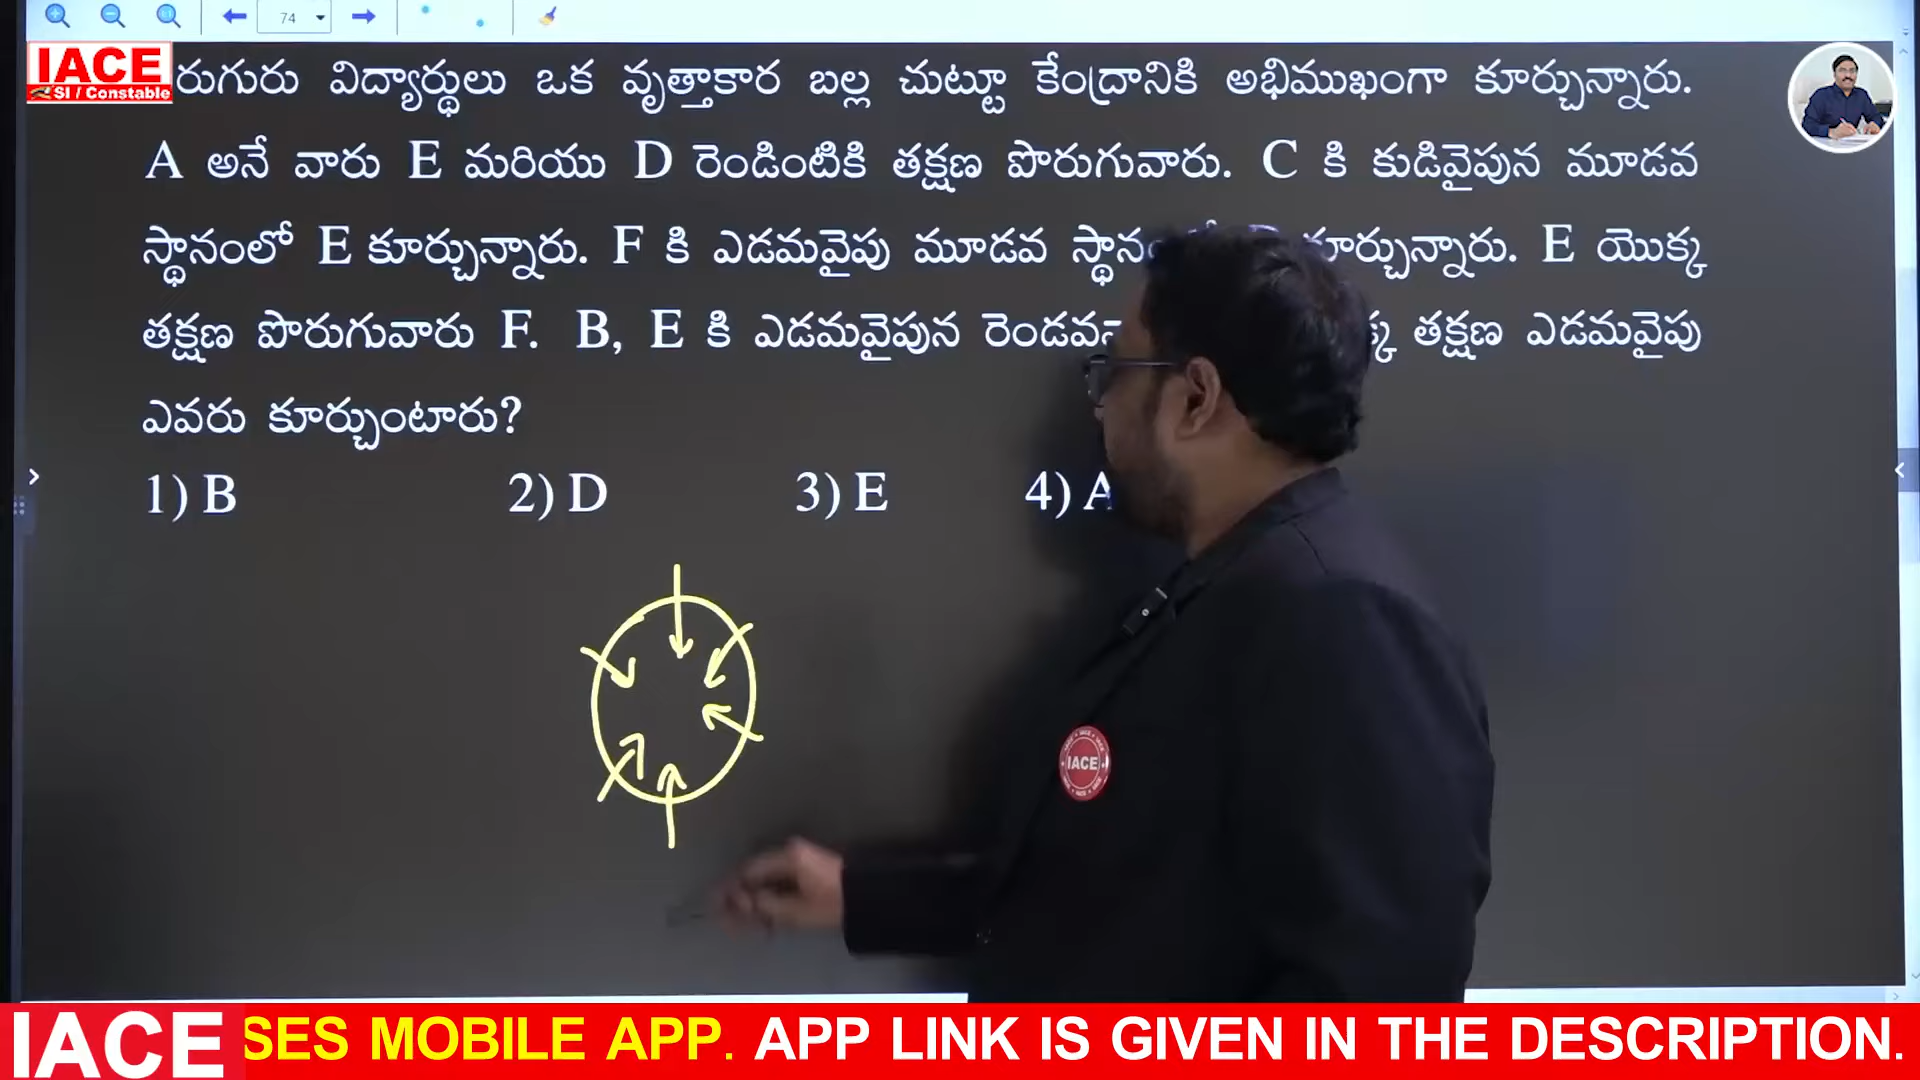 74
IACE
SI / Constable
రుగురు విద్యార్థులు ఒక వృత్తాకార బల్ల చుట్టూ కేంద్రానికి అభిముఖంగా కూర్చున్నారు.
A అనే వారు E మరియు D రెండింటికి తక్షణ పొరుగువారు. C కి కుడివైపున మూడవ
స్థానంలో E కూర్చున్నారు. F కి ఎడమవైపు మూడవ కూర్చున్నారు. E యొక్క
తక్షణ పొరుగువారు F. B, E కి ఎడమవైపున తక్షణ ఎడమవైపు
ఎవరు కూర్చుంటారు?
1) B 2) D 3) E 4) A
IACE
IACE SES MOBILE APP. APP LINK IS GIVEN IN THE DESCRIPTION.